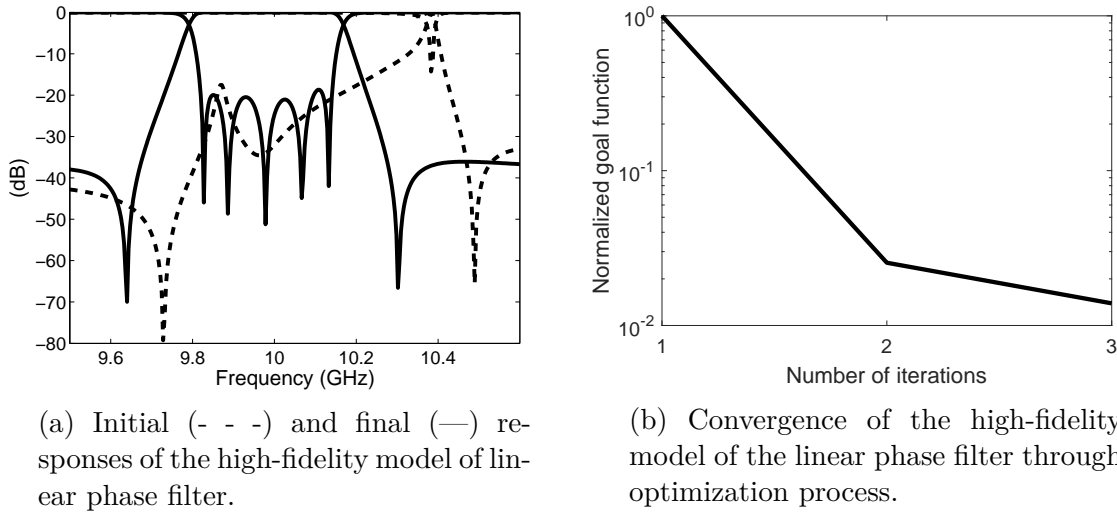 0
−10
−20
−30
−40
−50
−60
−70
−80
(dB)
9.6 9.8 10 10.2 10.4
Frequency (GHz)
10^0
10^-1
10^-2
Normalized goal function
1 2 3
Number of iterations
(a) Initial (- - -) and final (—) re-
sponses of the high-fidelity model of lin-
ear phase filter.
(b) Convergence of the high-fidelity
model of the linear phase filter through
optimization process.